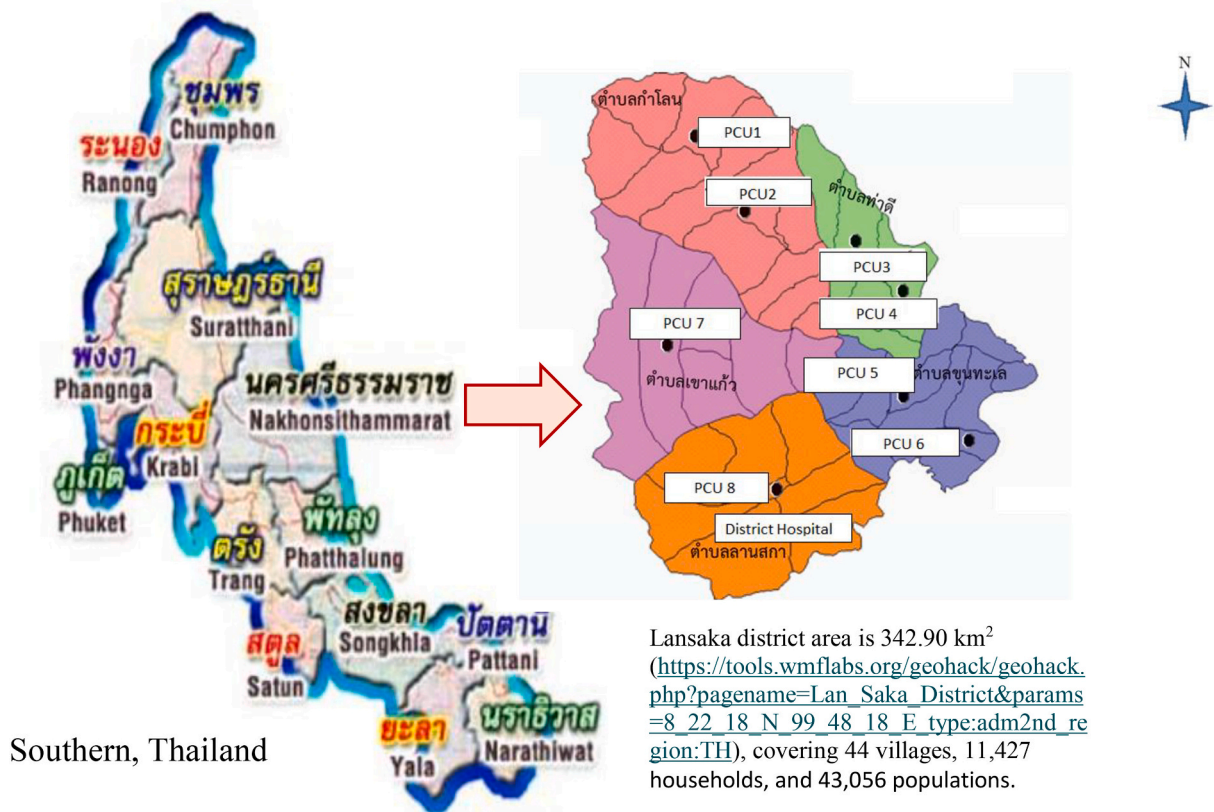 ชุมพร
Chumphon
ระนอง
Ranong
สุราษฎร์ธานี
Suratthani
พังงา
Phangnga
นครศรีธรรมราช
Nakhonsithammarat
กระบี่
Krabi
ภูเก็ต
Phuket
พัทลุง
Phatthalung
ตรัง
Trang
สงขลา
Songkhla
ปัตตานี
Pattani
สตูล
Satun
ยะลา
Yala
นราธิวาส
Narathiwat
Southern, Thailand
N
ตำบลกำโลน
PCU1
PCU2
ตำบลท่าดี
PCU3
PCU 4
PCU 7
ตำบลเขาแก้ว
PCU 5
ตำบลขุนทะเล
PCU 6
PCU 8
District Hospital
ตำบลลานสกา
Lansaka district area is 342.90 km²
(https://tools.wmflabs.org/geohack/geohack.
php?pagename=Lan_Saka_District&params
=8_22_18_N_99_48_18_E_type:adm2nd_re
gion:TH), covering 44 villages, 11,427
households, and 43,056 populations.